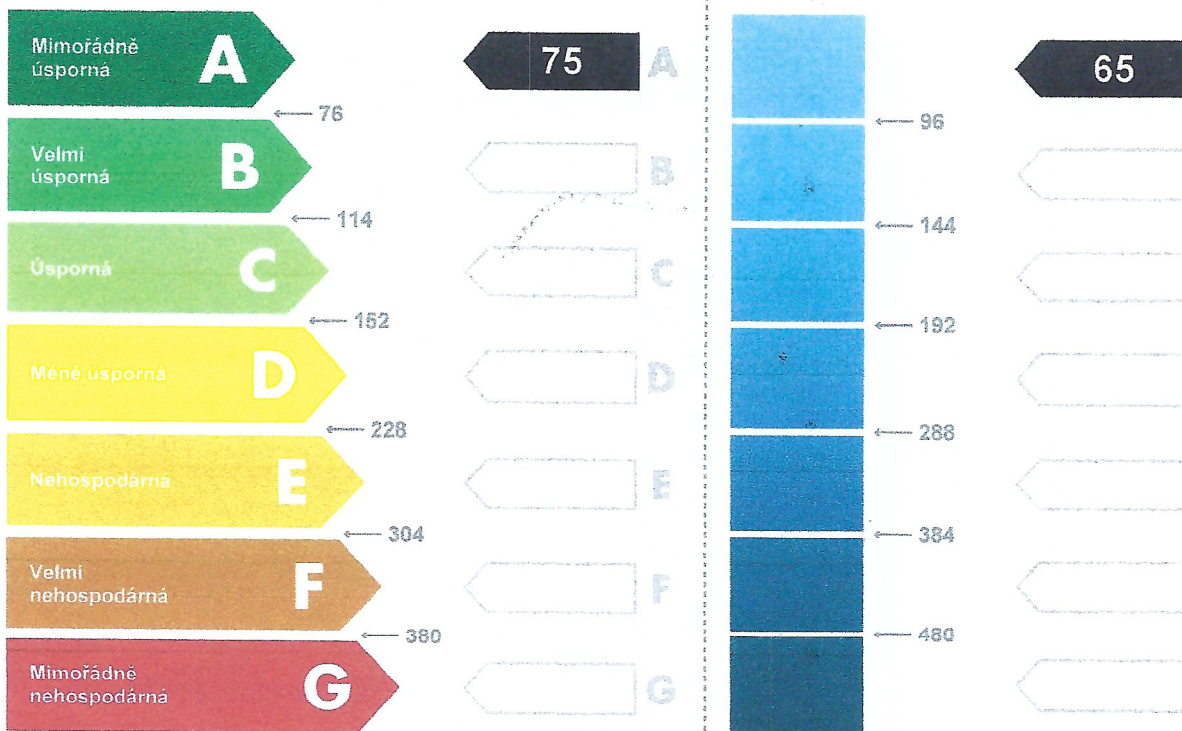 Mimořádně
úsporná
A
75
A
65
76
96
Velmi
úsporná
B
B
114
144
Úsporná
C
C
152
192
Méně úsporná
D
D
228
288
Nehospodárná
E
E
304
384
Velmi
nehospodárná
F
F
380
480
Mimořádně
nehospodárná
G
G